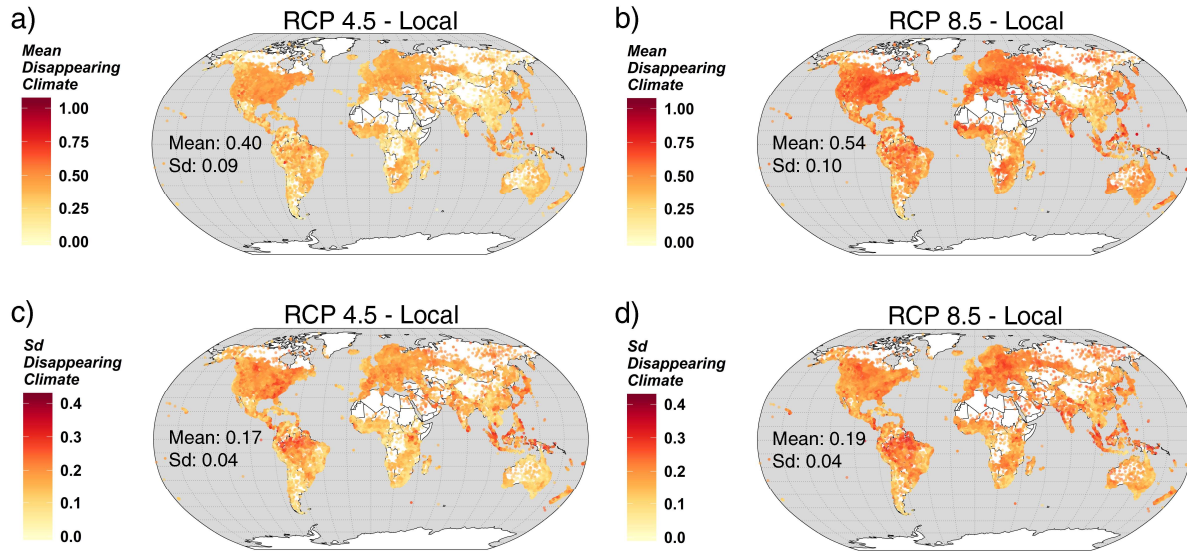 a)
RCP 4.5 - Local
Mean
Disappearing
Climate
1.00
0.75
0.50
0.25
0.00
Mean: 0.40
Sd: 0.09
b)
RCP 8.5 - Local
Mean
Disappearing
Climate
1.00
0.75
0.50
0.25
0.00
Mean: 0.54
Sd: 0.10
c)
RCP 4.5 - Local
Sd
Disappearing
Climate
0.4
0.3
0.2
0.1
0.0
Mean: 0.17
Sd: 0.04
d)
RCP 8.5 - Local
Sd
Disappearing
Climate
0.4
0.3
0.2
0.1
0.0
Mean: 0.19
Sd: 0.04